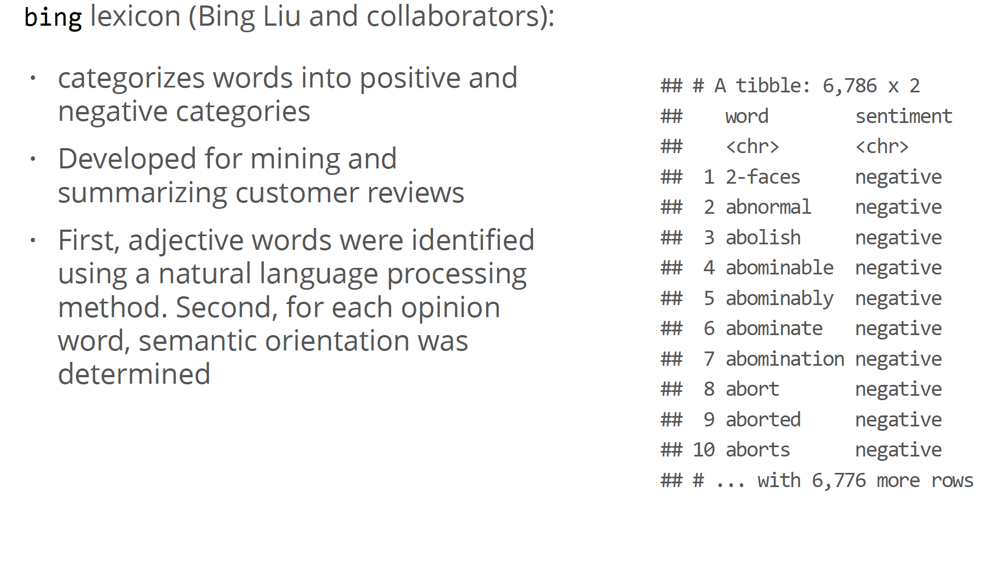 bing lexicon (Bing Liu and collaborators):
• categorizes words into positive and
negative categories
• Developed for mining and
summarizing customer reviews
• First, adjective words were identified
using a natural language processing
method. Second, for each opinion
word, semantic orientation was
determined
## # A tibble: 6,786 x 2
##    word        sentiment
##    <chr>       <chr>
##  1 2-faces     negative
##  2 abnormal    negative
##  3 abolish     negative
##  4 abominable  negative
##  5 abominably  negative
##  6 abominate   negative
##  7 abomination negative
##  8 abort       negative
##  9 aborted     negative
## 10 aborts      negative
## # ... with 6,776 more rows